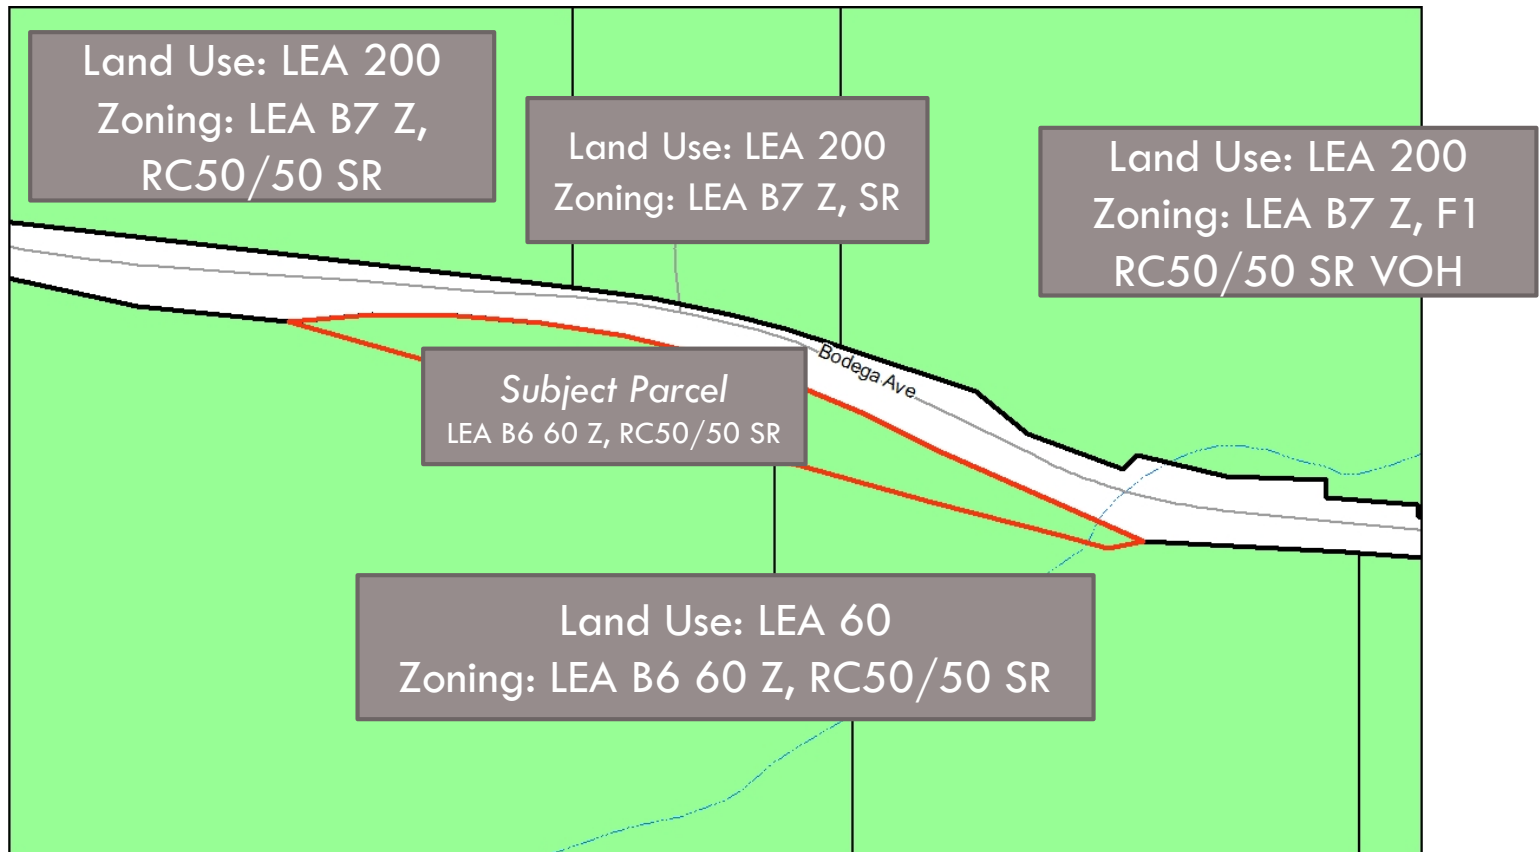 Land Use: LEA 200
Zoning: LEA B7 Z,
RC50/50 SR
Land Use: LEA 200
Zoning: LEA B7 Z, SR
Land Use: LEA 200
Zoning: LEA B7 Z, F1
RC50/50 SR VOH
Bodega Ave
Subject Parcel
LEA B6 60 Z, RC50/50 SR
Land Use: LEA 60
Zoning: LEA B6 60 Z, RC50/50 SR